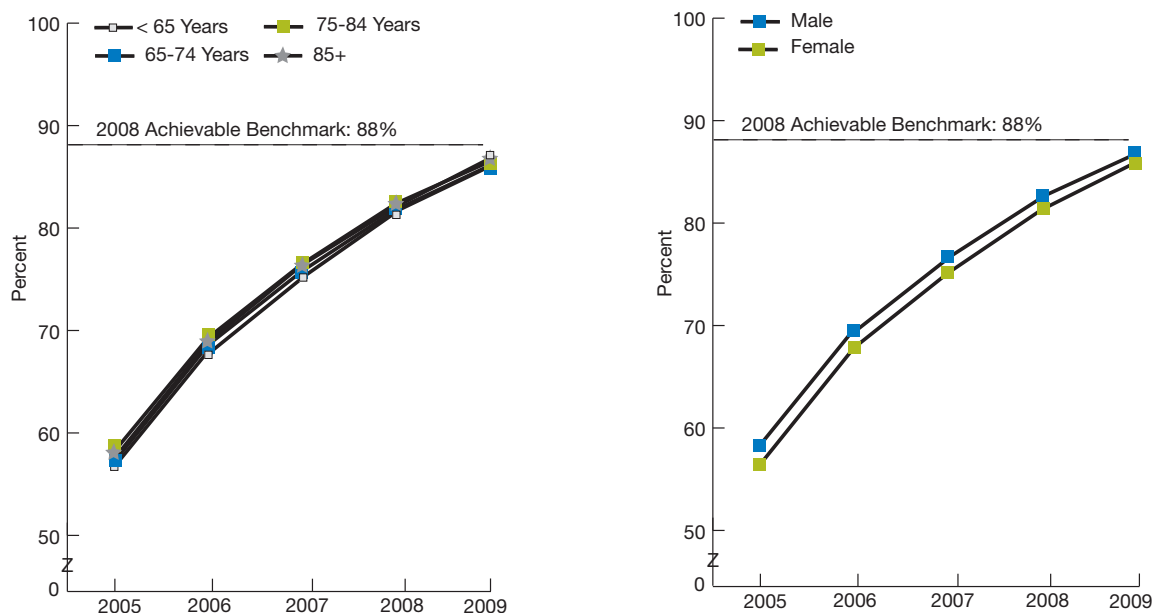 100
< 65 Years
75-84 Years
65-74 Years
85+
90
2008 Achievable Benchmark: 88%
80
Percent
70
60
50
Z
0
2005 2006 2007 2008 2009
100
Male
Female
90
2008 Achievable Benchmark: 88%
80
Percent
70
60
50
Z
0
2005 2006 2007 2008 2009